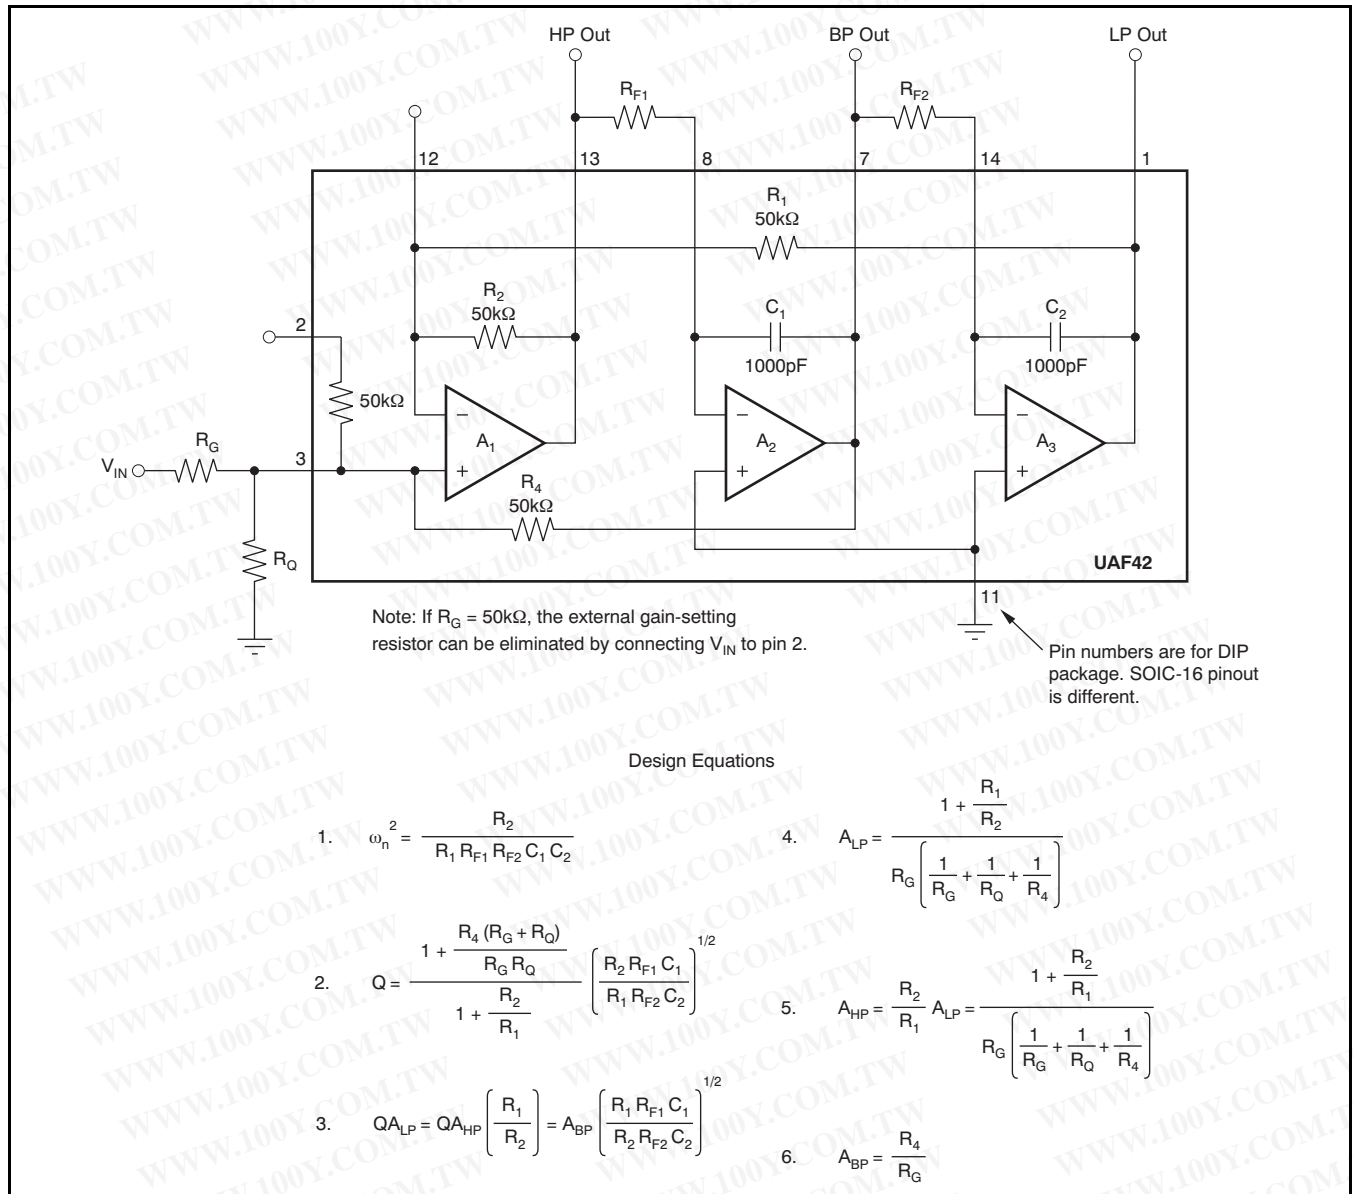 HP Out
BP Out
LP Out
R_F1
R_F2
12
13
8
7
14
1
R_1
50kΩ
R_2
50kΩ
C_1
1000pF
C_2
1000pF
2
50kΩ
R_G
V_IN
3
−
A_1
+
−
A_2
+
−
A_3
+
R_4
50kΩ
R_Q
UAF42
11
Note: If R_G = 50kΩ, the external gain-setting
resistor can be eliminated by connecting V_IN to pin 2.
Pin numbers are for DIP
package. SOIC-16 pinout
is different.
Design Equations
1. ω_n^2 = R_2 / (R_1 R_F1 R_F2 C_1 C_2)
2. Q = (1 + R_4 (R_G + R_Q) / (R_G R_Q)) / (1 + R_2 / R_1) (R_2 R_F1 C_1 / (R_1 R_F2 C_2))^1/2
3. QA_LP = QA_HP (R_1 / R_2) = A_BP (R_1 R_F1 C_1 / (R_2 R_F2 C_2))^1/2
4. A_LP = (1 + R_1 / R_2) / (R_G (1 / R_G + 1 / R_Q + 1 / R_4))
5. A_HP = R_2 / R_1 A_LP = (1 + R_2 / R_1) / (R_G (1 / R_G + 1 / R_Q + 1 / R_4))
6. A_BP = R_4 / R_G
WWW.100Y.COM.TW